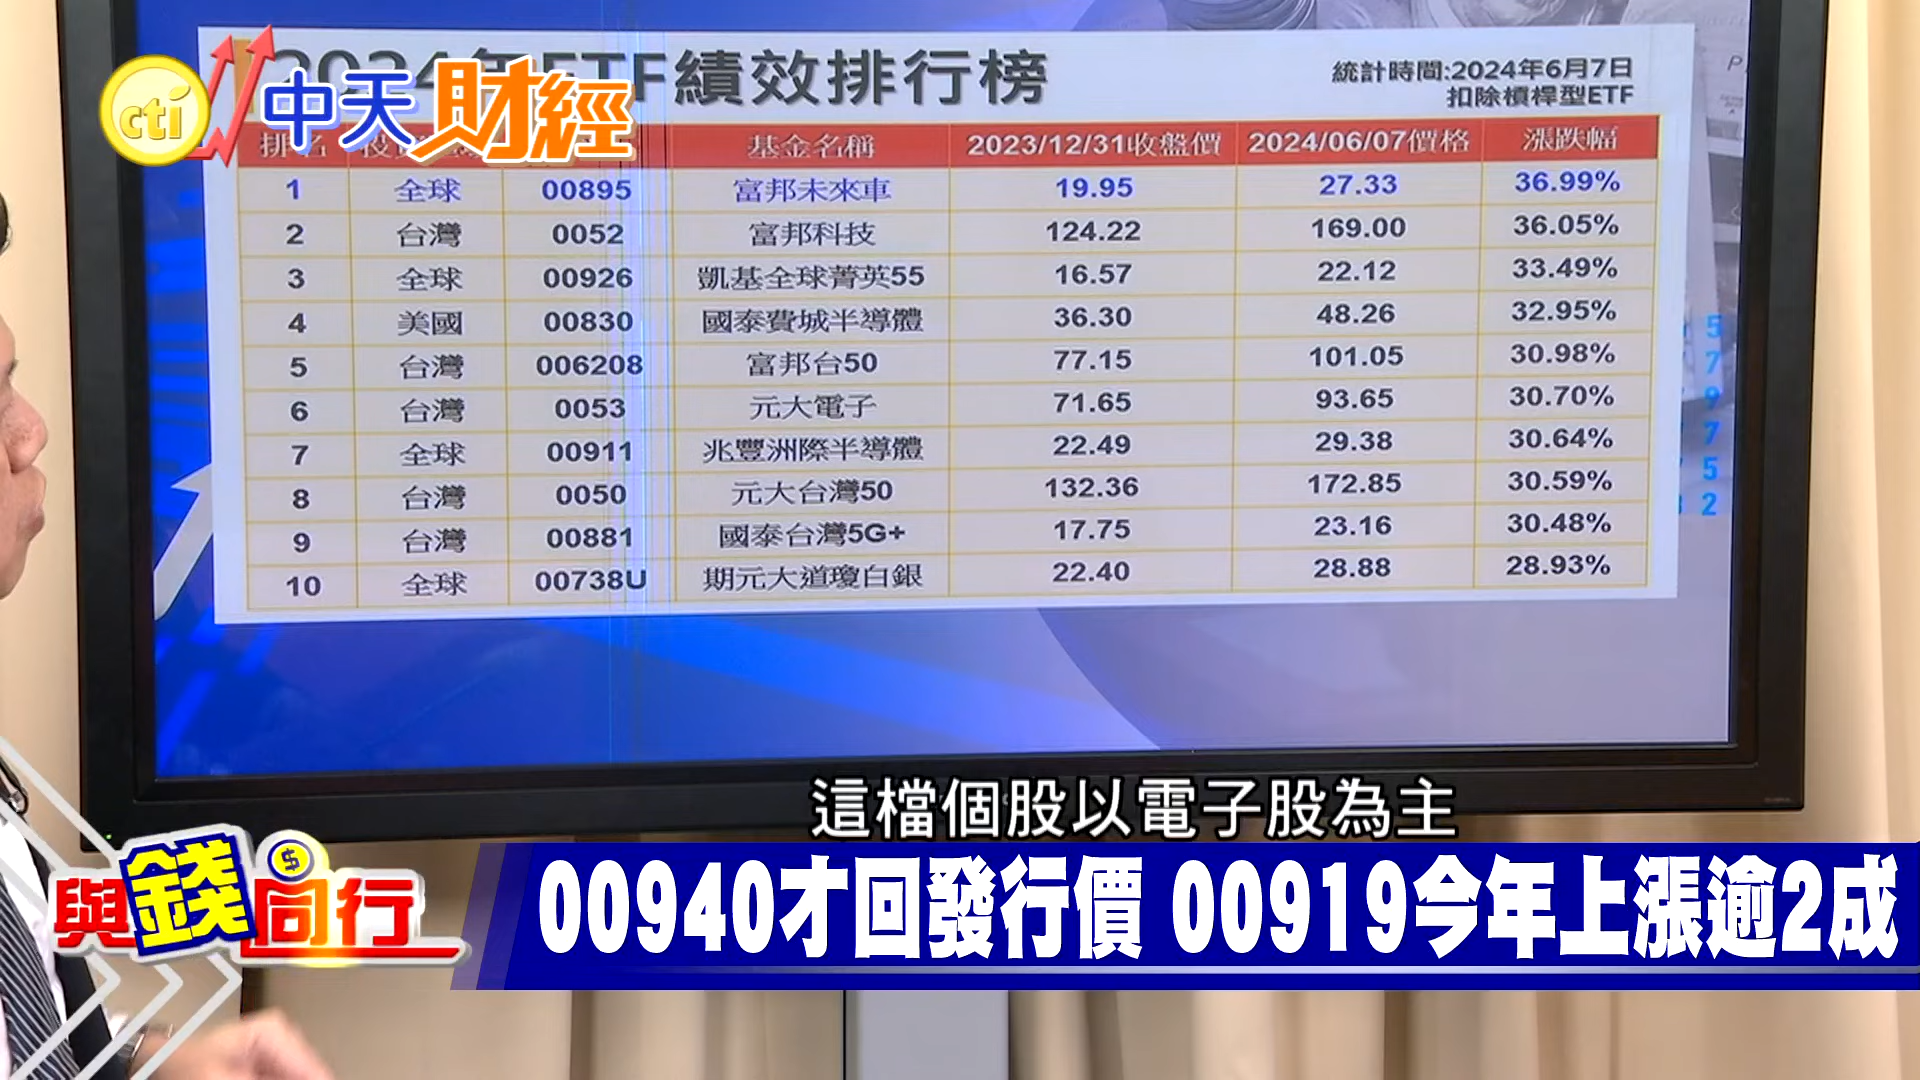 2024年ETF績效排行榜
統計時間:2024年6月7日
扣除槓桿型ETF
cti 中天財經
排名 投資 基金名稱 2023/12/31收盤價 2024/06/07價格 漲跌幅
1 全球 00895 富邦未來車 19.95 27.33 36.99%
2 台灣 0052 富邦科技 124.22 169.00 36.05%
3 全球 00926 凱基全球菁英55 16.57 22.12 33.49%
4 美國 00830 國泰費城半導體 36.30 48.26 32.95%
5 台灣 006208 富邦台50 77.15 101.05 30.98%
6 台灣 0053 元大電子 71.65 93.65 30.70%
7 全球 00911 兆豐洲際半導體 22.49 29.38 30.64%
8 台灣 0050 元大台灣50 132.36 172.85 30.59%
9 台灣 00881 國泰台灣5G+ 17.75 23.16 30.48%
10 全球 00738U 期元大道瓊白銀 22.40 28.88 28.93%
這檔個股以電子股為主
與錢同行
00940才回發行價 00919今年上漲逾2成